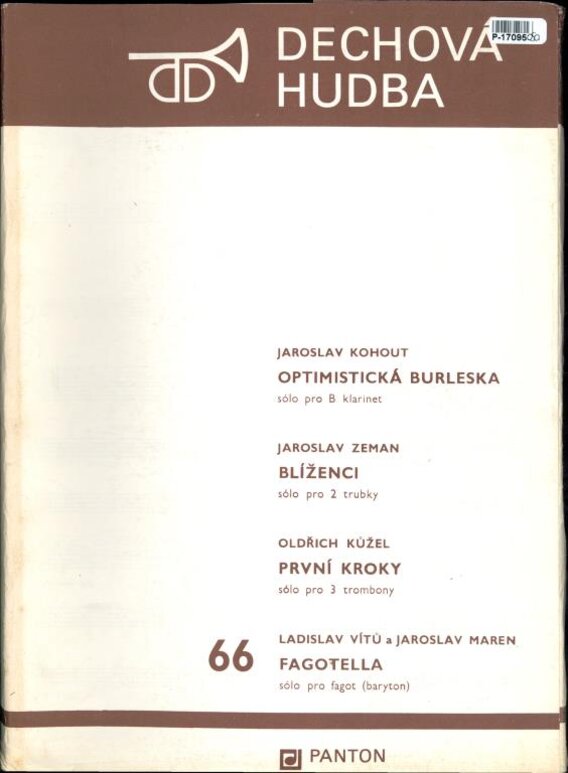 DECHOVÁ
HUDBA
JAROSLAV KOHOUT
OPTIMISTICKÁ BURLESKA
sólo pro B klarinet
JAROSLAV ZEMAN
BLÍŽENCI
sólo pro 2 trubky
OLDŘICH KŮŽEL
PRVNÍ KROKY
sólo pro 3 trombony
66
LADISLAV VÍTŮ a JAROSLAV MAREN
FAGOTELLA
sólo pro fagot (baryton)
PANTON